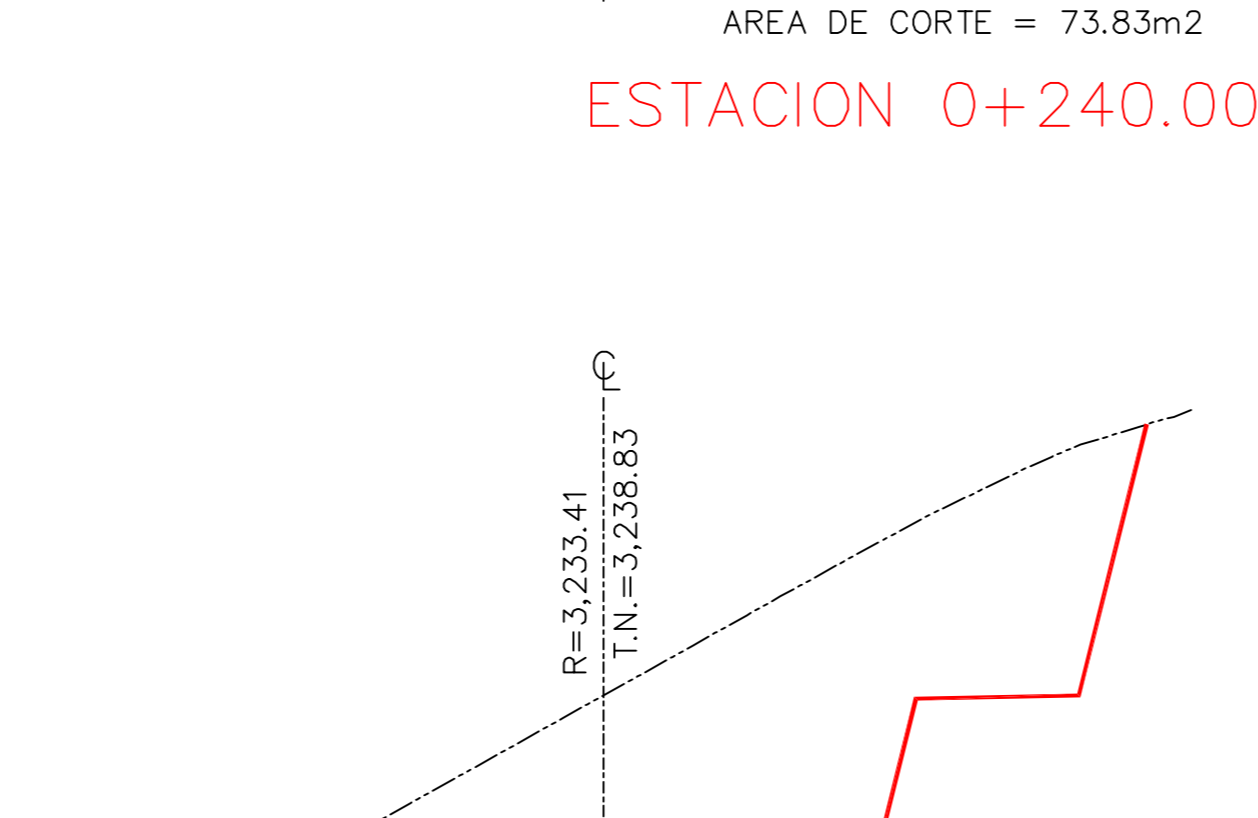 AREA DE CORTE = 73.83m2
ESTACION 0+240.00
℄
R=3,233.41
T.N.=3,238.83